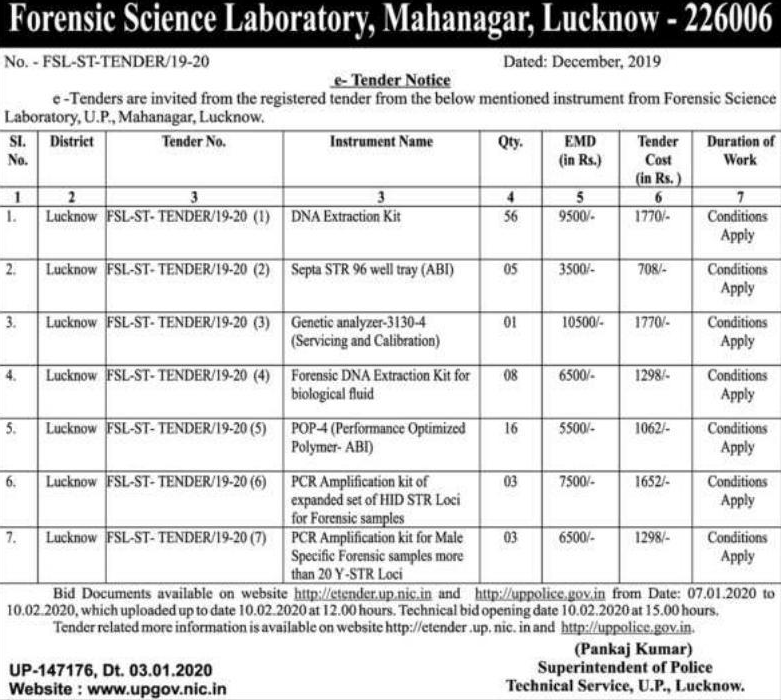 Forensic Science Laboratory, Mahanagar, Lucknow - 226006
No. - FSL-ST-TENDER/19-20 Dated: December, 2019
e- Tender Notice
e -Tenders are invited from the registered tender from the below mentioned instrument from Forensic Science
Laboratory, U.P., Mahanagar, Lucknow.
Sl. No. District Tender No. Instrument Name Qty. EMD (in Rs.) Tender Cost (in Rs. ) Duration of Work
1 2 3 3 4 5 6 7
1. Lucknow FSL-ST- TENDER/19-20 (1) DNA Extraction Kit 56 9500/- 1770/- Conditions
Apply
2. Lucknow FSL-ST- TENDER/19-20 (2) Septa STR 96 well tray (ABI) 05 3500/- 708/- Conditions
Apply
3. Lucknow FSL-ST- TENDER/19-20 (3) Genetic analyzer-3130-4 01 10500/- 1770/- Conditions
(Servicing and Calibration) Apply
4. Lucknow FSL-ST- TENDER/19-20 (4) Forensic DNA Extraction Kit for 08 6500/- 1298/- Conditions
biological fluid Apply
5. Lucknow FSL-ST- TENDER/19-20 (5) POP-4 (Performance Optimized 16 5500/- 1062/- Conditions
Polymer- ABI) Apply
6. Lucknow FSL-ST- TENDER/19-20 (6) PCR Amplification kit of 03 7500/- 1652/- Conditions
expanded set of HID STR Loci Apply
for Forensic samples
7. Lucknow FSL-ST- TENDER/19-20 (7) PCR Amplification kit for Male 03 6500/- 1298/- Conditions
Specific Forensic samples more Apply
than 20 Y-STR Loci
Bid Documents available on website http://etender.up.nic.in and http://uppolice.gov.in from Date: 07.01.2020 to
10.02.2020, which uploaded up to date 10.02.2020 at 12.00 hours. Technical bid opening date 10.02.2020 at 15.00 hours.
Tender related more information is available on website http://etender .up. nic. in and http://uppolice.gov.in.
(Pankaj Kumar)
UP-147176, Dt. 03.01.2020 Superintendent of Police
Website : www.upgov.nic.in Technical Service, U.P., Lucknow.